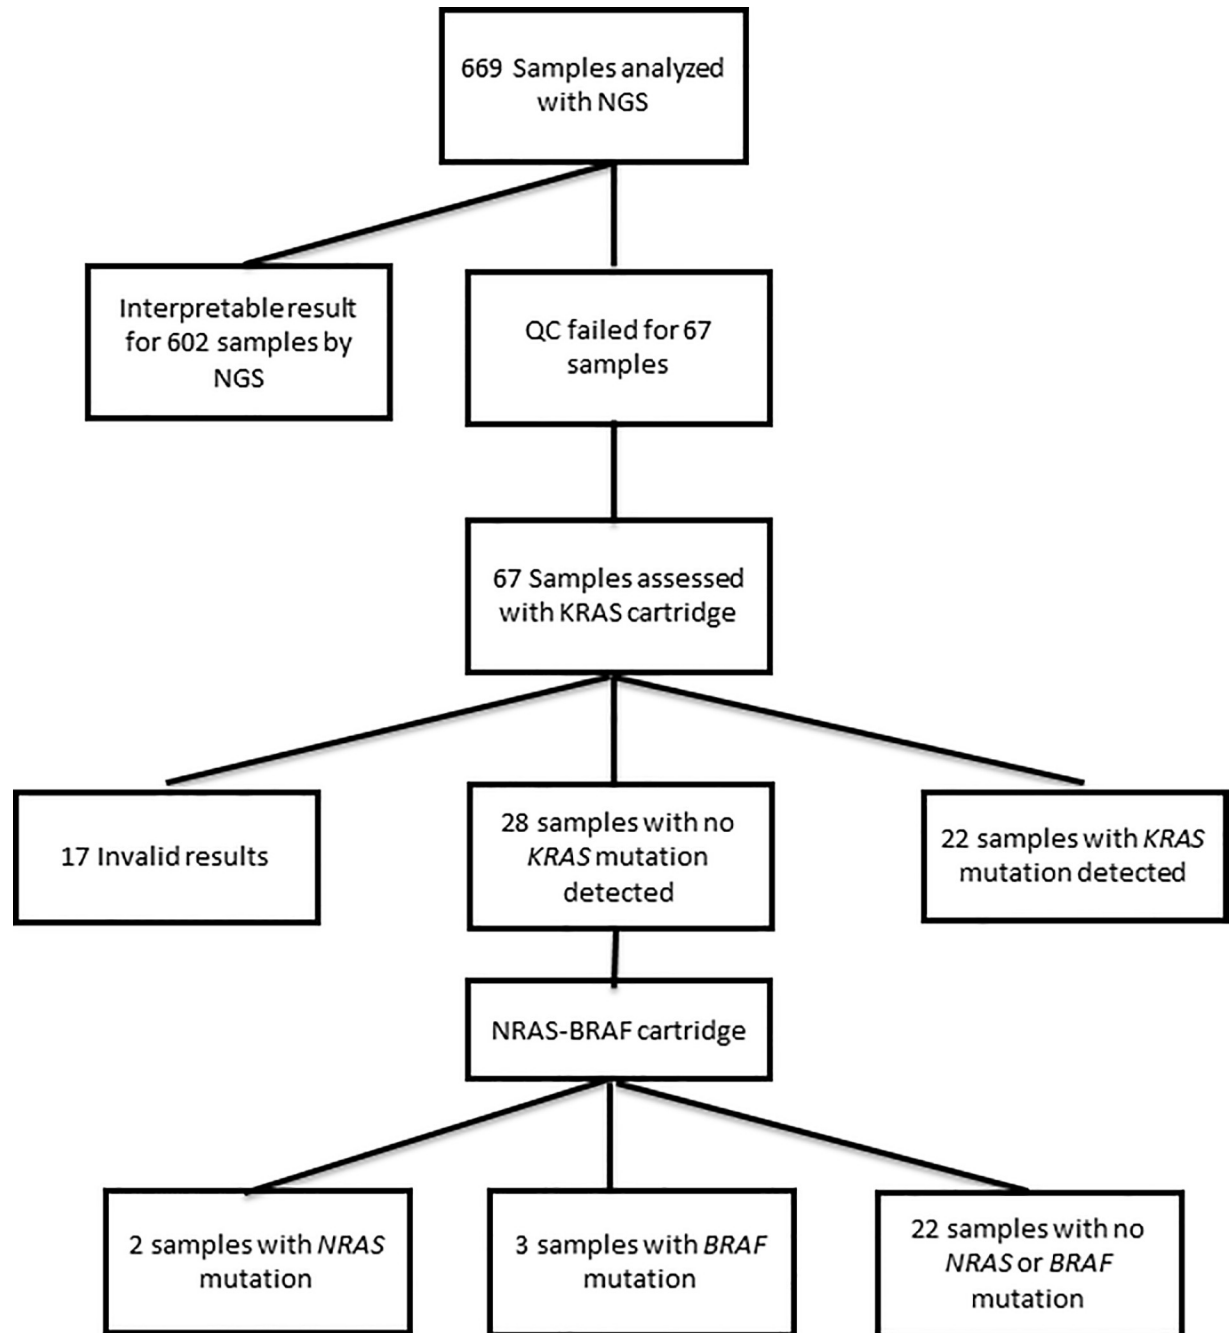 669 Samples analyzed
with NGS
Interpretable result
for 602 samples by
NGS
QC failed for 67
samples
67 Samples assessed
with KRAS cartridge
17 Invalid results
28 samples with no
KRAS mutation
detected
22 samples with KRAS
mutation detected
NRAS-BRAF cartridge
2 samples with NRAS
mutation
3 samples with BRAF
mutation
22 samples with no
NRAS or BRAF
mutation